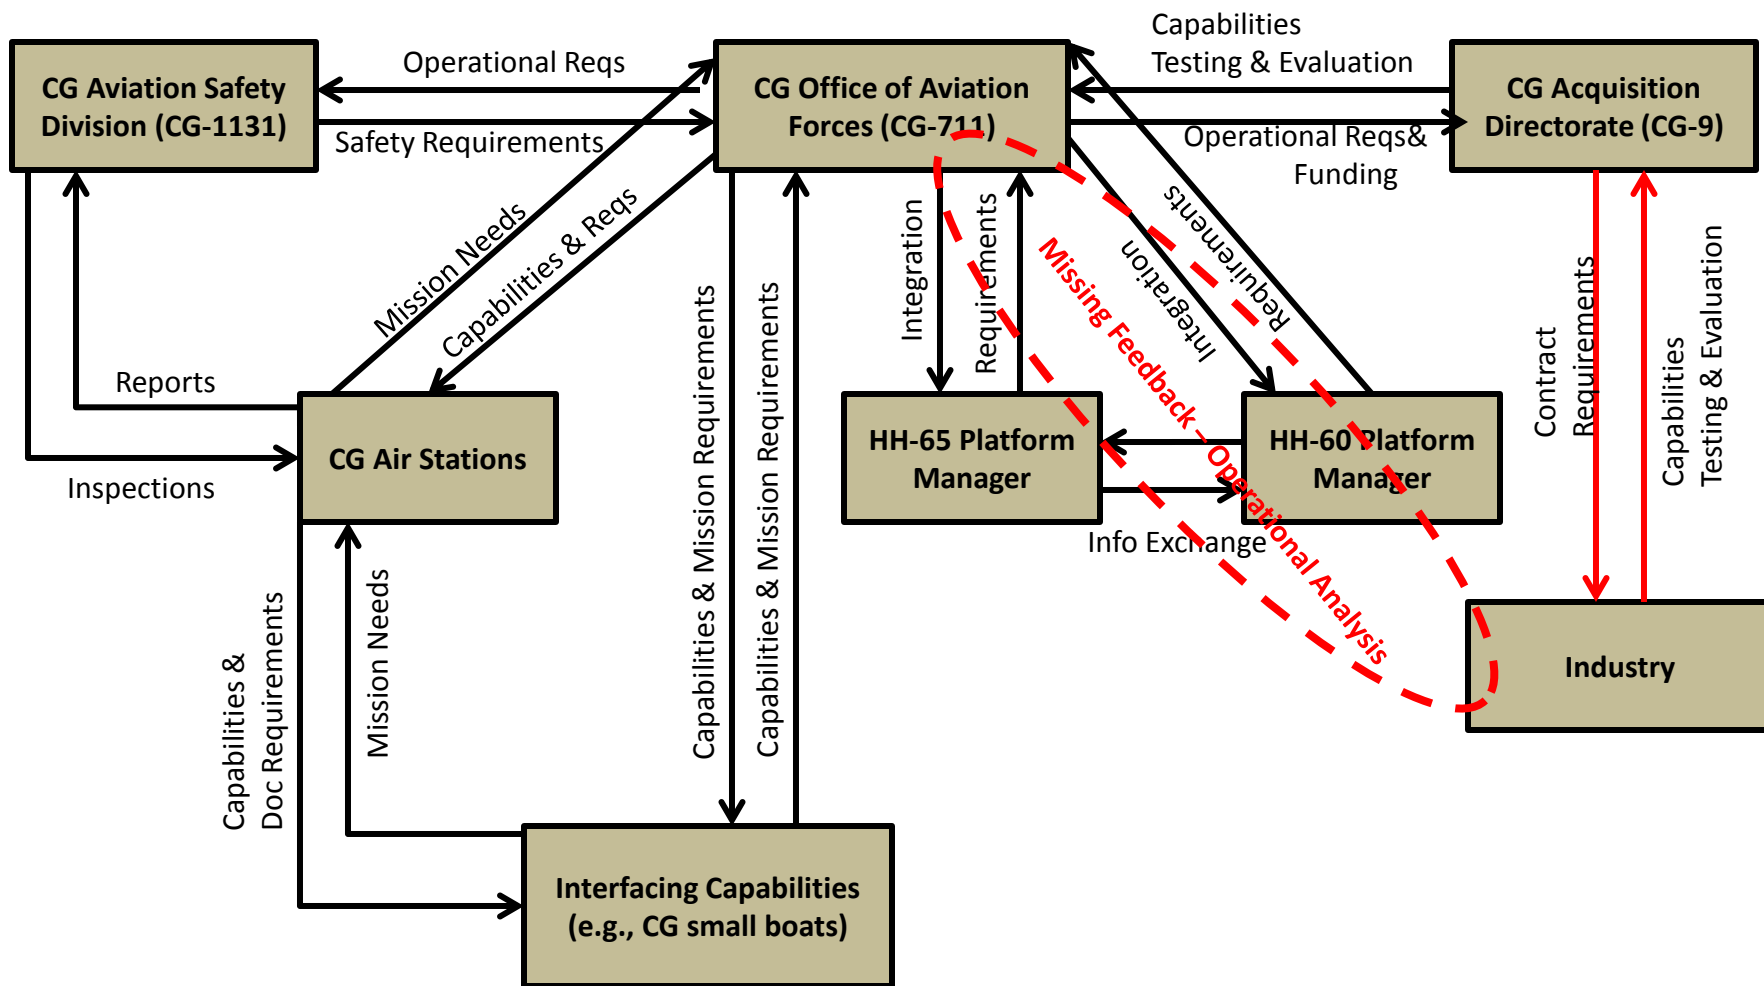 Capabilities
Testing & Evaluation
Operational Reqs
CG Aviation Safety
Division (CG-1131)
CG Office of Aviation
Forces (CG-711)
CG Acquisition
Directorate (CG-9)
Safety Requirements
Operational Reqs&
Funding
Mission Needs
Capabilities & Reqs
Integration
Requirements
Integration
Requirements
Missing Feedback – Operational Analysis
Contract
Requirements
Capabilities
Testing & Evaluation
Reports
CG Air Stations
Inspections
HH-65 Platform
Manager
HH-60 Platform
Manager
Info Exchange
Capabilities & Mission Requirements
Capabilities & Mission Requirements
Capabilities &
Doc Requirements
Mission Needs
Industry
Interfacing Capabilities
(e.g., CG small boats)